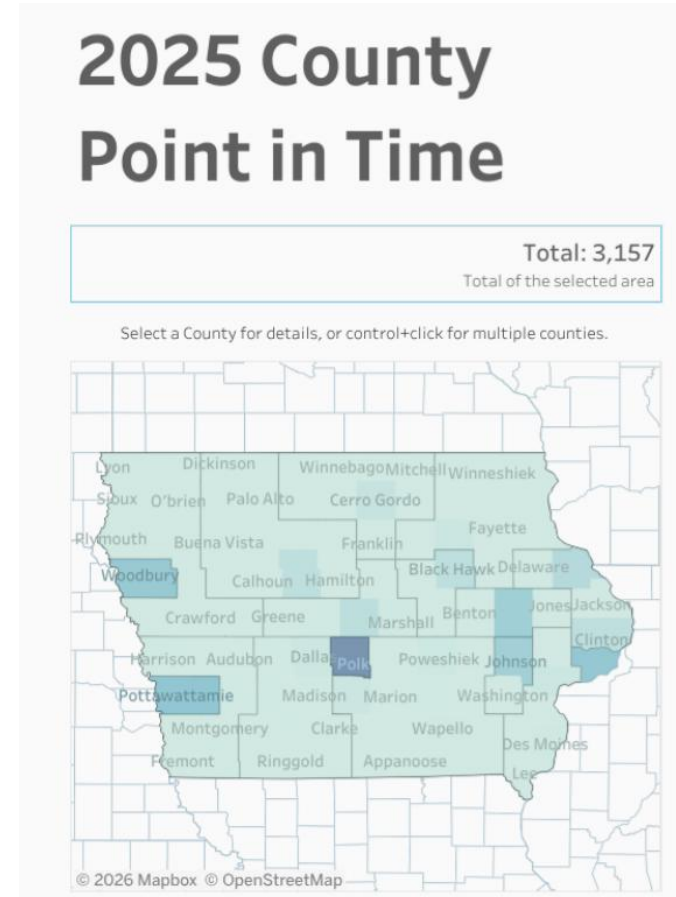 2025 County
Point in Time
Total: 3,157
Total of the selected area
Select a County for details, or control+click for multiple counties.
Lyon Dickinson Winnebago Mitchell Winneshiek
Sioux O'brien Palo Alto Cerro Gordo
Plymouth Buena Vista Franklin Fayette
Woodbury Calhoun Hamilton Black Hawk Delaware
Crawford Greene Marshall Benton Jones Jackson
Harrison Audubon Dalla Polk Poweshiek Johnson Clinton
Pottawattamie Madison Marion Washington
Montgomery Clarke Wapello Des Moines
Fremont Ringgold Appanoose Lee
© 2026 Mapbox © OpenStreetMap